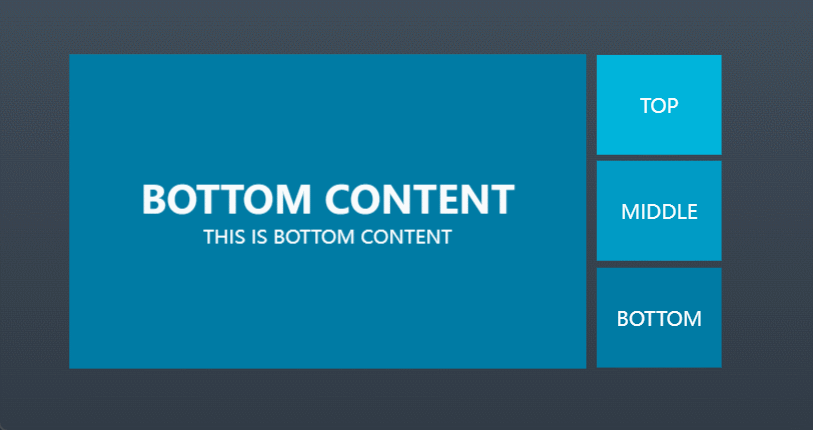 BOTTOM CONTENT
THIS IS BOTTOM CONTENT
TOP
MIDDLE
BOTTOM